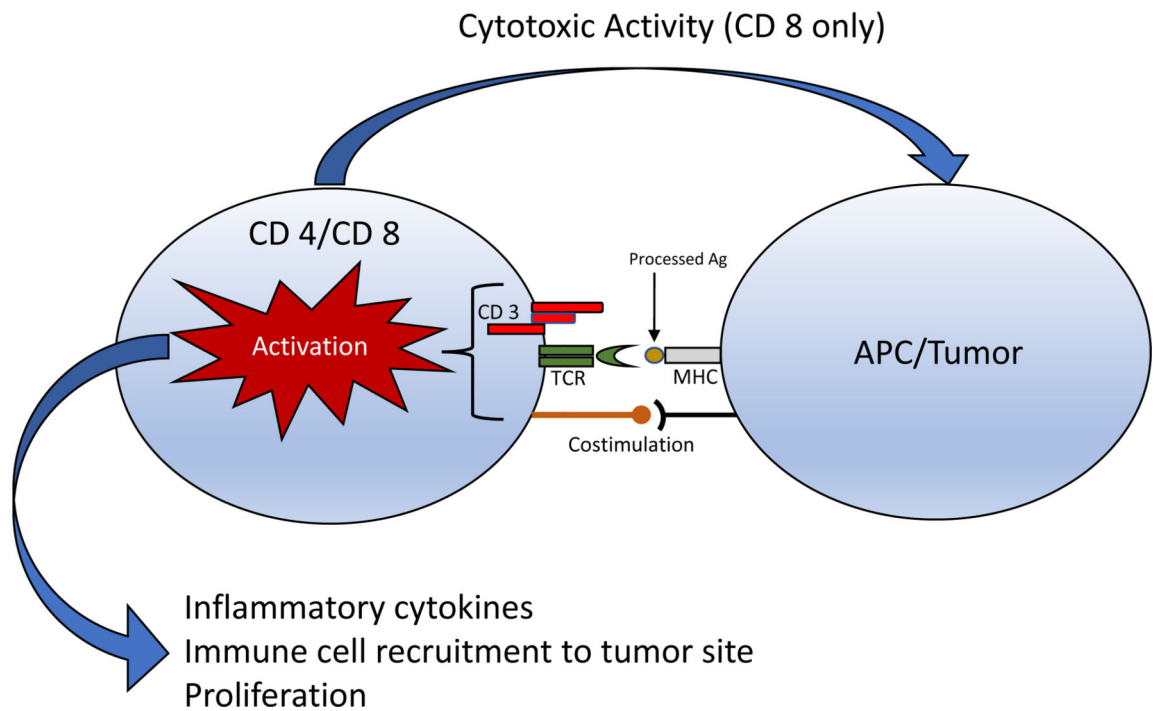 Cytotoxic Activity (CD 8 only)
CD 4/CD 8
Processed Ag
CD 3
Activation
APC/Tumor
TCR
MHC
Costimulation
Inflammatory cytokines
Immune cell recruitment to tumor site
Proliferation